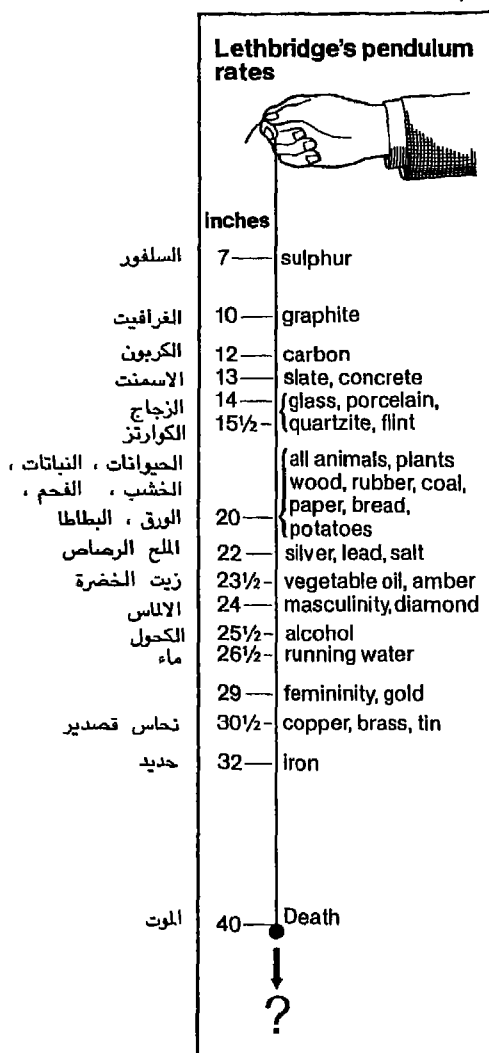 Lethbridge's pendulum
rates
inches
السلفور 7 sulphur
الغرافيت 10 graphite
الكربون 12 carbon
الاسمنت 13 slate, concrete
الزجاج 14 glass, porcelain,
الكوارتز 15½ quartzite, flint
الحيوانات ، النباتات ، all animals, plants
الخشب ، الفحم ، wood, rubber, coal,
paper, bread,
الورق ، البطاطا 20 potatoes
الملح الرصاص 22 silver, lead, salt
زيت الخضرة 23½ vegetable oil, amber
الالماس 24 masculinity, diamond
الكحول 25½ alcohol
ماء 26½ running water
29 femininity, gold
نحاس قصدير 30½ copper, brass, tin
حديد 32 iron
الموت 40 Death
?